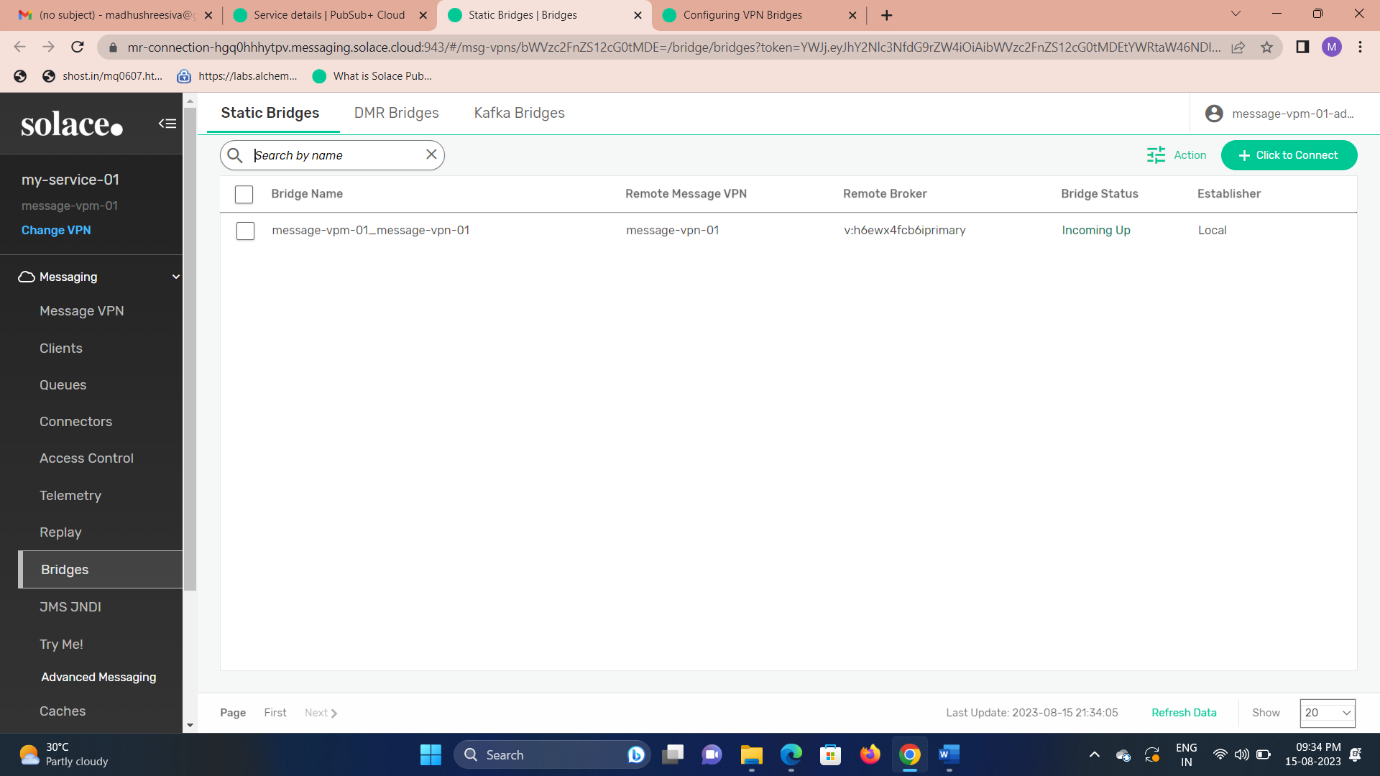 (no subject) - madhushreesiva@g
Service details | PubSub+ Cloud
Static Bridges | Bridges
Configuring VPN Bridges
mr-connection-hgq0hhhytpv.messaging.solace.cloud:943/#/msg-vpns/bWVzc2FnZS12cG0tMDE=/bridge/bridges?token=YWJj.eyJhY2Nlc3NfdG9rZW4iOiAibWVzc2FnZS12cG0tMDEtYWRtaW46NDI...
shost.in/mq0607.ht...
https://labs.alchem...
What is Solace Pub...
solace.
Static Bridges
DMR Bridges
Kafka Bridges
message-vpm-01-ad...
Search by name
Action
+ Click to Connect
my-service-01
message-vpm-01
Change VPN
Bridge Name
Remote Message VPN
Remote Broker
Bridge Status
Establisher
message-vpm-01_message-vpn-01
message-vpn-01
v:h6ewx4fcb6iprimary
Incoming Up
Local
Messaging
Message VPN
Clients
Queues
Connectors
Access Control
Telemetry
Replay
Bridges
JMS JNDI
Try Me!
Advanced Messaging
Caches
Page
First
Next
Last Update: 2023-08-15 21:34:05
Refresh Data
Show
20
30°C
Partly cloudy
Search
ENG
IN
09:34 PM
15-08-2023